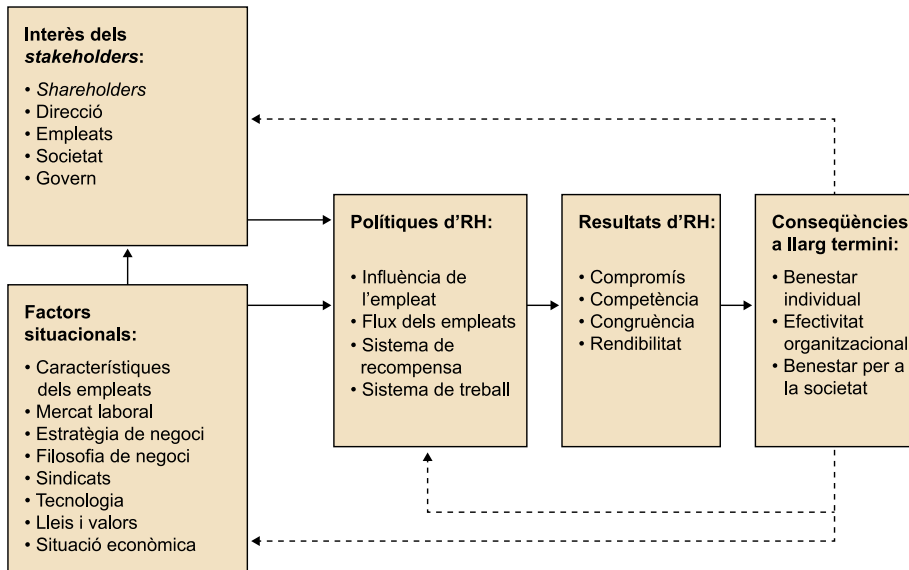 Interès dels
stakeholders:
• Shareholders
• Direcció
• Empleats
• Societat
• Govern
Factors
situacionals:
• Característiques
dels empleats
• Mercat laboral
• Estratègia de negoci
• Filosofia de negoci
• Sindicats
• Tecnologia
• Lleis i valors
• Situació econòmica
Polítiques d’RH:
• Influència de
l’empleat
• Flux dels empleats
• Sistema de
recompensa
• Sistema de treball
Resultats d’RH:
• Compromís
• Competència
• Congruència
• Rendibilitat
Conseqüències
a llarg termini:
• Benestar
individual
• Efectivitat
organitzacional
• Benestar per a
la societat